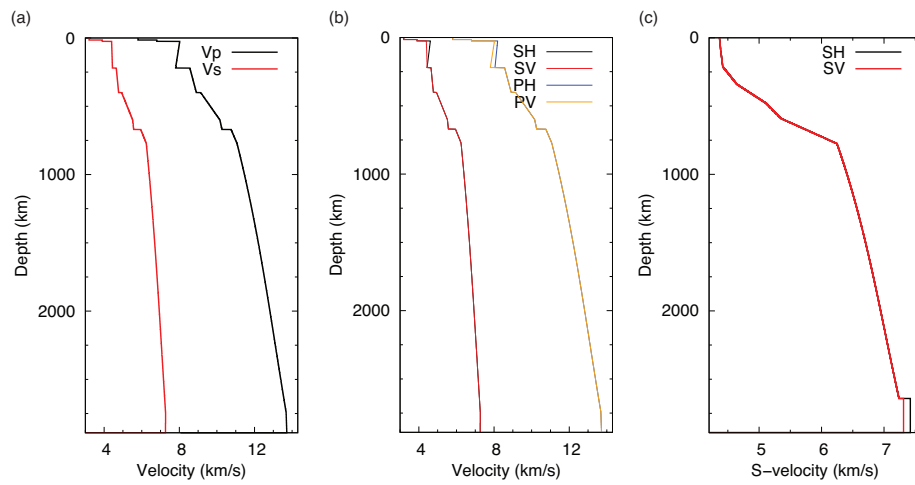 (a)
0
1000
2000
Depth (km)
4
8
12
Velocity (km/s)
Vp
Vs
(b)
0
1000
2000
Depth (km)
4
8
12
Velocity (km/s)
SH
SV
PH
PV
(c)
0
1000
2000
Depth (km)
5
6
7
S−velocity (km/s)
SH
SV